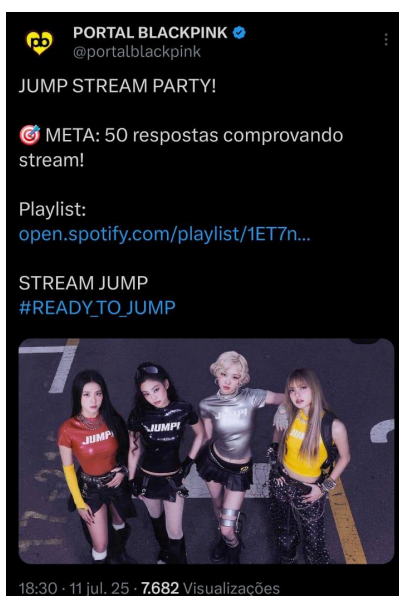 PORTAL BLACKPINK
@portalblackpink
JUMP STREAM PARTY!
🎯 META: 50 respostas comprovando
stream!
Playlist:
open.spotify.com/playlist/1ET7n...
STREAM JUMP
#READY_TO_JUMP
JUMP!
JUMP!
JUMP!
JUMP!
18:30 · 11 jul. 25 · 7.682 Visualizações